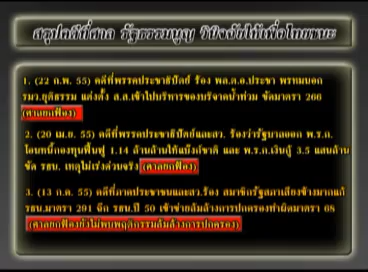 สรุปคดีที่ศาล รัฐธรรมนูญ วินิจฉัยให้เพื่อไทยชนะ
1. (22 ก.พ. 55) คดีที่พรรคประชาธิปัตย์ ร้อง พล.ต.อ.ประชา พรหมนอก
รมว.ยุติธรรม แต่งตั้ง ส.ส.เข้าไปบริหารของบริจาคน้ำท่วม ขัดมาตรา 266
(ศาลยกฟ้อง)
2. (20 เม.ย. 55) คดีที่พรรคประชาธิปัตย์และสว. ร้องว่ารัฐบาลออก พ.ร.ก.
โอนหนี้กองทุนฟื้นฟู 1.14 ล้านล้านให้แบ๊งก์ชาติ และ พ.ร.ก.เงินกู้ 3.5 แสนล้าน
ขัด รธน. เหตุไม่เร่งด่วนจริง (ศาลยกฟ้อง)
3. (13 ก.ค. 55) คดีที่ภาคประชาชนและสว.ร้อง สมาชิกรัฐสภาเสียงข้างมากแก้
รธน.มาตรา 291 ฉีก รธน.ปี 50 เข้าข่ายล้มล้างการปกครองทำผิดมาตรา 68
(ศาลยกฟ้องยังไม่พบพฤติกรรมล้มล้างการปกครอง)